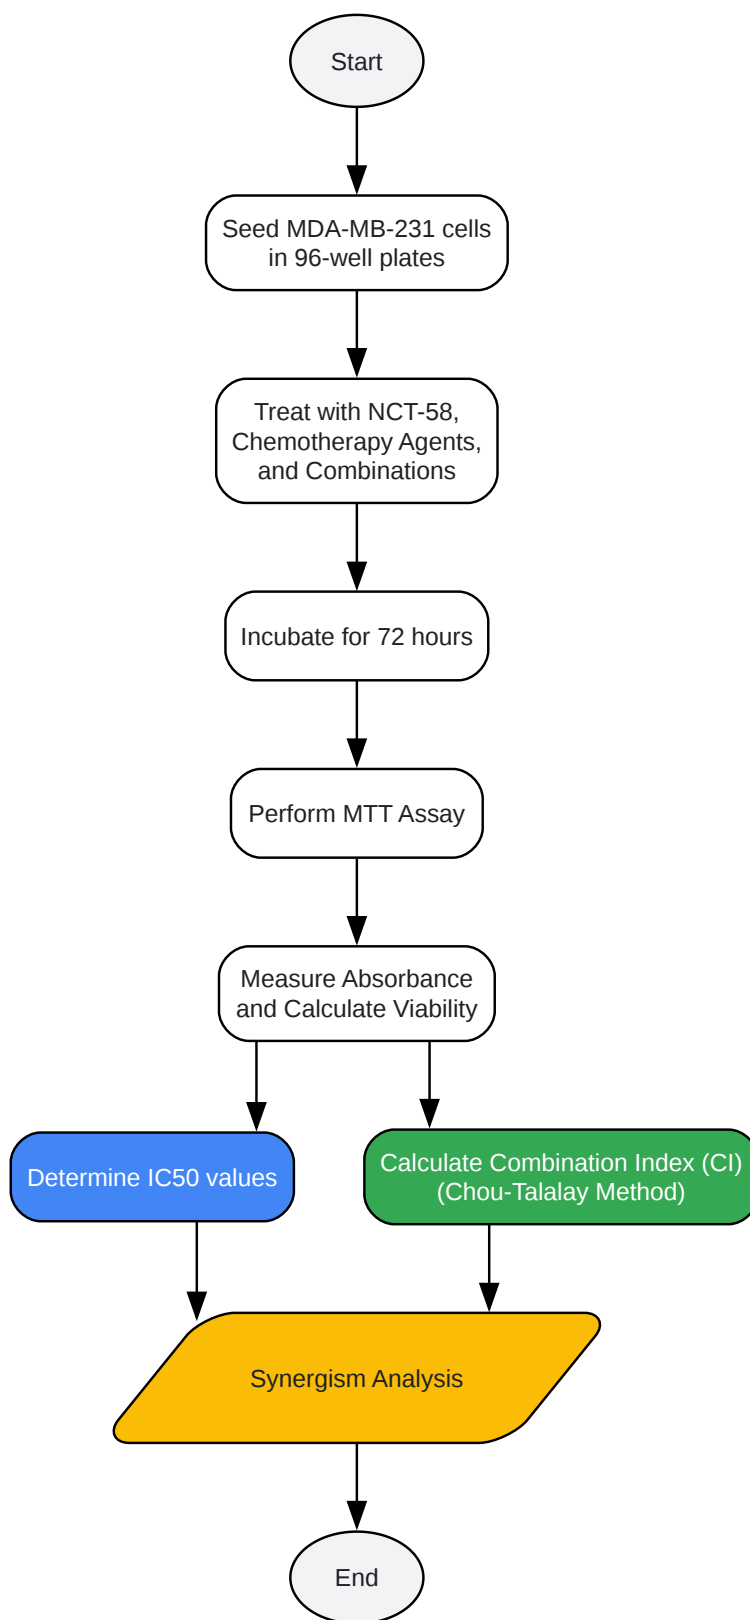 Start
Seed MDA-MB-231 cells
in 96-well plates
Treat with NCT-58,
Chemotherapy Agents,
and Combinations
Incubate for 72 hours
Perform MTT Assay
Measure Absorbance
and Calculate Viability
Determine IC50 values
Calculate Combination Index (CI)
(Chou-Talalay Method)
Synergism Analysis
End